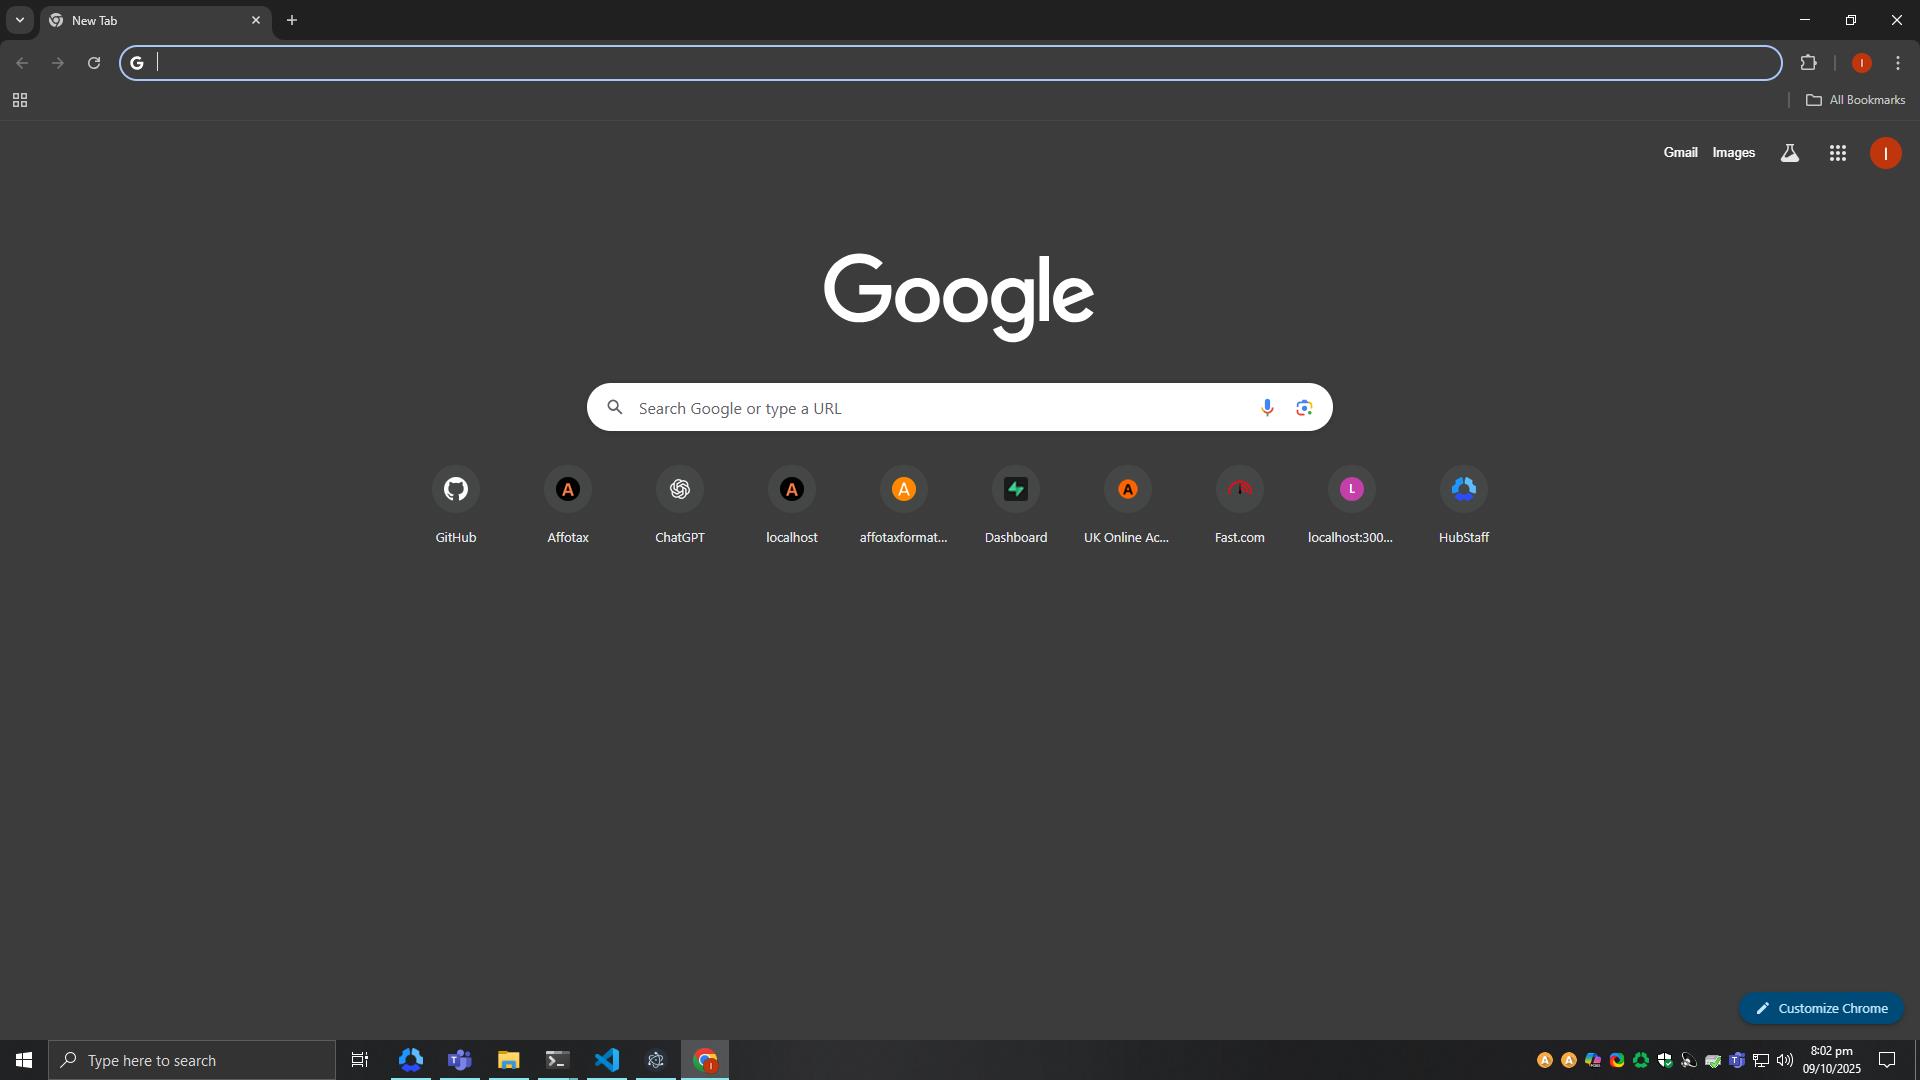 New Tab
All Bookmarks
Gmail
Images
I
Google
Search Google or type a URL
GitHub
Affotax
ChatGPT
localhost
affotaxformat...
Dashboard
UK Online Ac...
Fast.com
L
localhost:300...
HubStaff
Customize Chrome
Type here to search
8:02 pm
09/10/2025